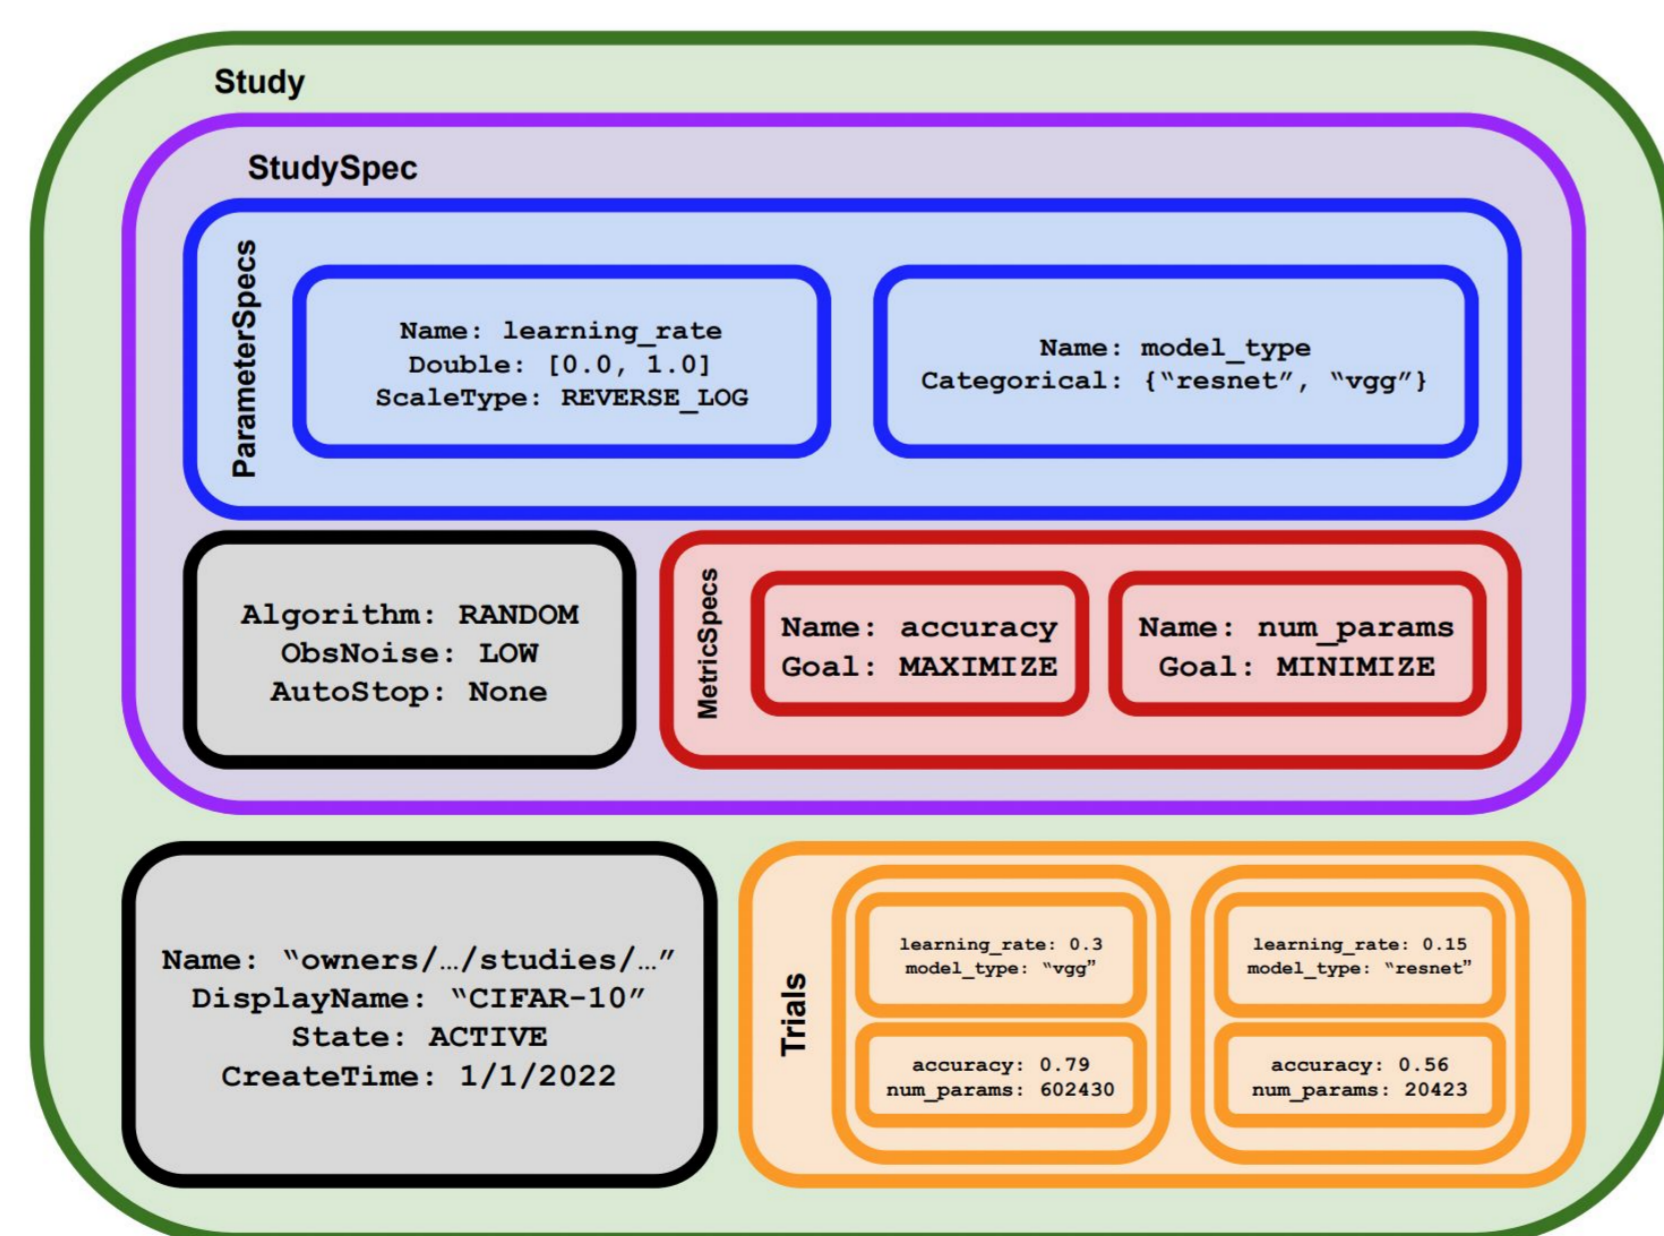 Study
StudySpec
ParameterSpecs
Name: learning_rate
Double: [0.0, 1.0]
ScaleType: REVERSE_LOG
Name: model_type
Categorical: {“resnet”, “vgg”}
Algorithm: RANDOM
ObsNoise: LOW
AutoStop: None
MetricSpecs
Name: accuracy
Goal: MAXIMIZE
Name: num_params
Goal: MINIMIZE
Name: “owners/…/studies/…”
DisplayName: “CIFAR-10”
State: ACTIVE
CreateTime: 1/1/2022
Trials
learning_rate: 0.3
model_type: “vgg”
accuracy: 0.79
num_params: 602430
learning_rate: 0.15
model_type: “resnet”
accuracy: 0.56
num_params: 20423